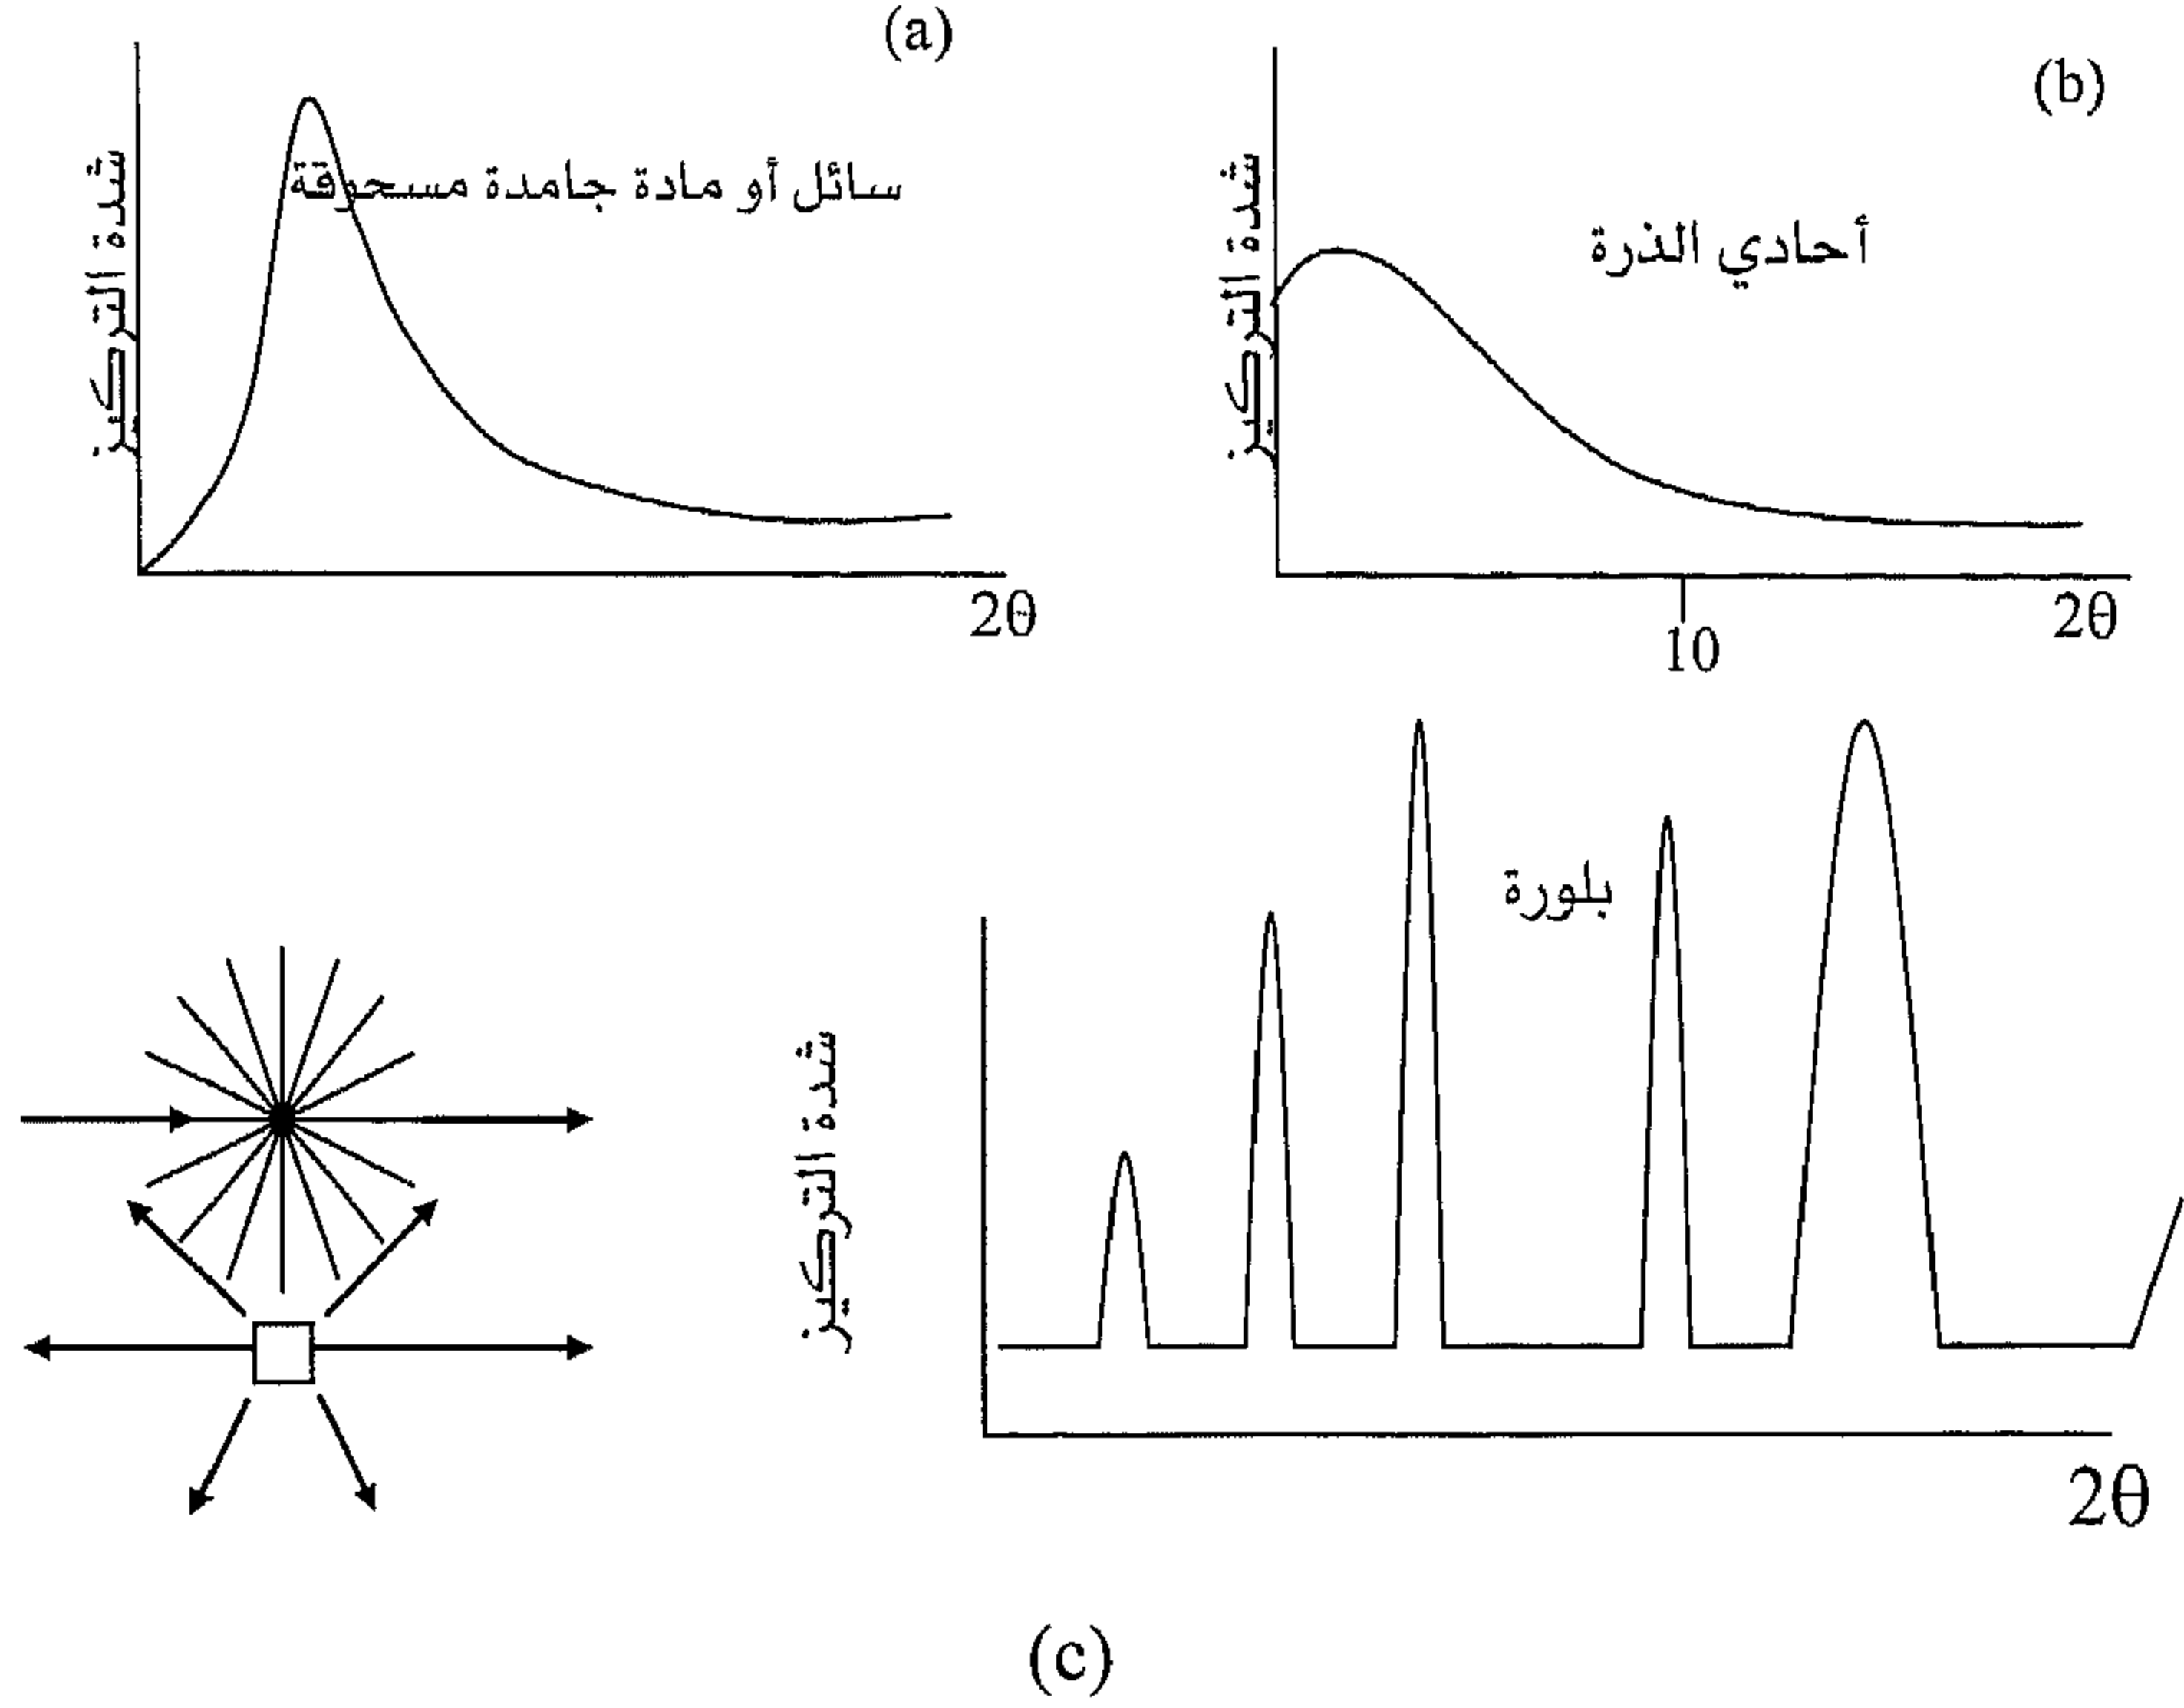 (a)
شدة التركيز
سائل أو مادة جامدة مسحوقة
2θ
(b)
شدة التركيز
أحادي الذرة
10
2θ
شدة التركيز
بلورة
2θ
(c)